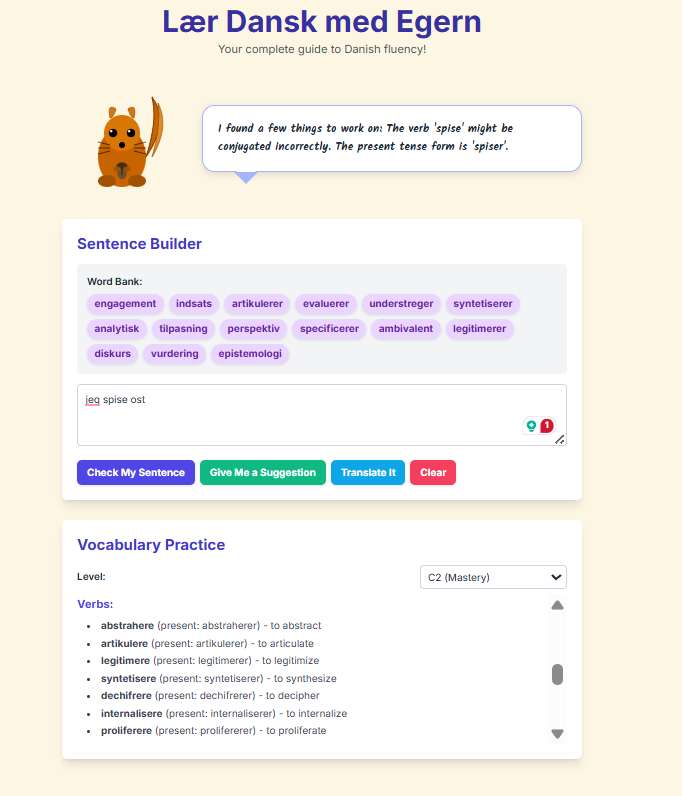 Lær Dansk med Egern
Your complete guide to Danish fluency!
I found a few things to work on: The verb 'spise' might be
conjugated incorrectly. The present tense form is 'spiser'.
Sentence Builder
Word Bank:
engagement indsats artikulerer evaluerer understreger syntetiserer
analytisk tilpasning perspektiv specificerer ambivalent legitimerer
diskurs vurdering epistemologi
jeg spise ost
1
Check My Sentence Give Me a Suggestion Translate It Clear
Vocabulary Practice
Level: C2 (Mastery)
Verbs:
• abstrahere (present: abstraherer) - to abstract
• artikulere (present: artikulerer) - to articulate
• legitimere (present: legitimerer) - to legitimize
• syntetisere (present: syntetiserer) - to synthesize
• dechifrere (present: dechifrerer) - to decipher
• internalisere (present: internaliserer) - to internalize
• proliferere (present: prolifererer) - to proliferate